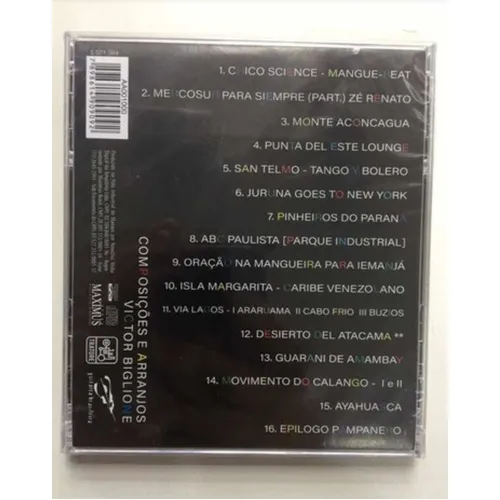 1. CHICO SCIENCE - MANGUE-BEAT
2. MERCOSUR PARA SIEMPRE (PART.) ZÉ RENATO
3. MONTE ACONCAGUA
4. PUNTA DEL ESTE LOUNGE
5. SAN TELMO - TANGO Y BOLERO
6. JURUNA GOES TO NEW YORK
7. PINHEIROS DO PARANÁ
8. ABC PAULISTA [PARQUE INDUSTRIAL]
9. ORAÇÃO NA MANGUEIRA PARA IEMANJÁ
10. ISLA MARGARITA - CARIBE VENEZOLANO
11. VIA LAGOS - I ARARUAMA II CABO FRIO III BUZIOS
12. DESIERTO DEL ATACAMA **
13. GUARANI DE AMAMBAY
14. MOVIMENTO DO CALANGO - I e II
15. AYAHUASCA
16. EPILOGO PAMPANERO
COMPOSIÇÕES E ARRANJOS
VICTOR BIGLIONE
AA0001000
MAXIMUS
TRATORE
guitarra brasileira